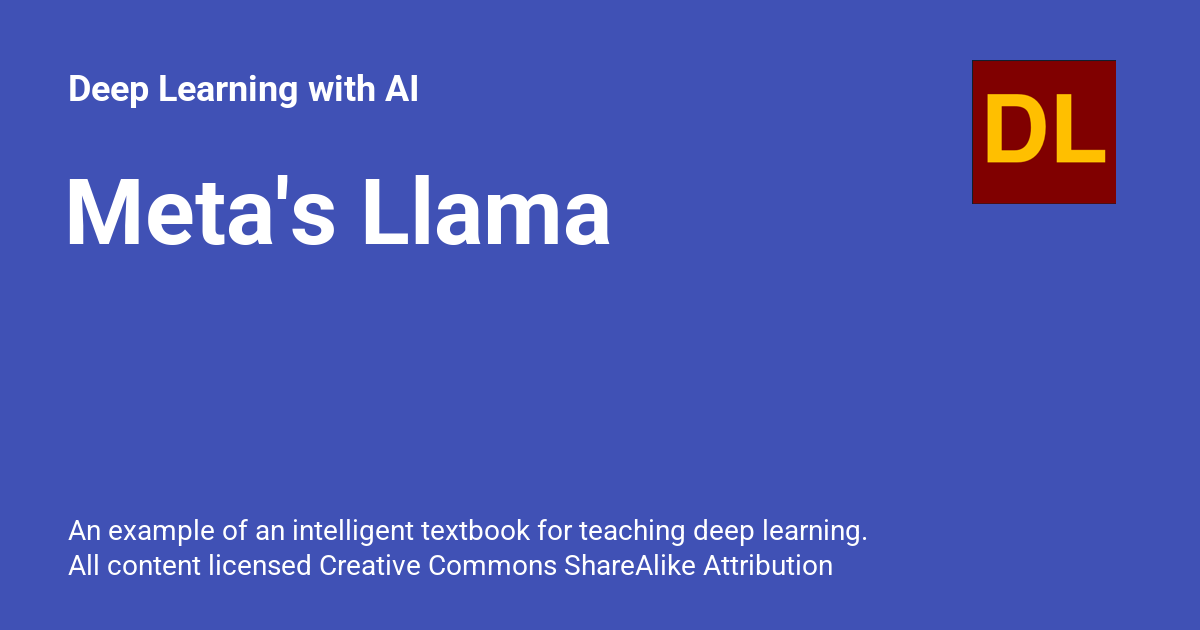 Deep Learning with AI
DL
Meta's Llama
An example of an intelligent textbook for teaching deep learning.
All content licensed Creative Commons ShareAlike Attribution